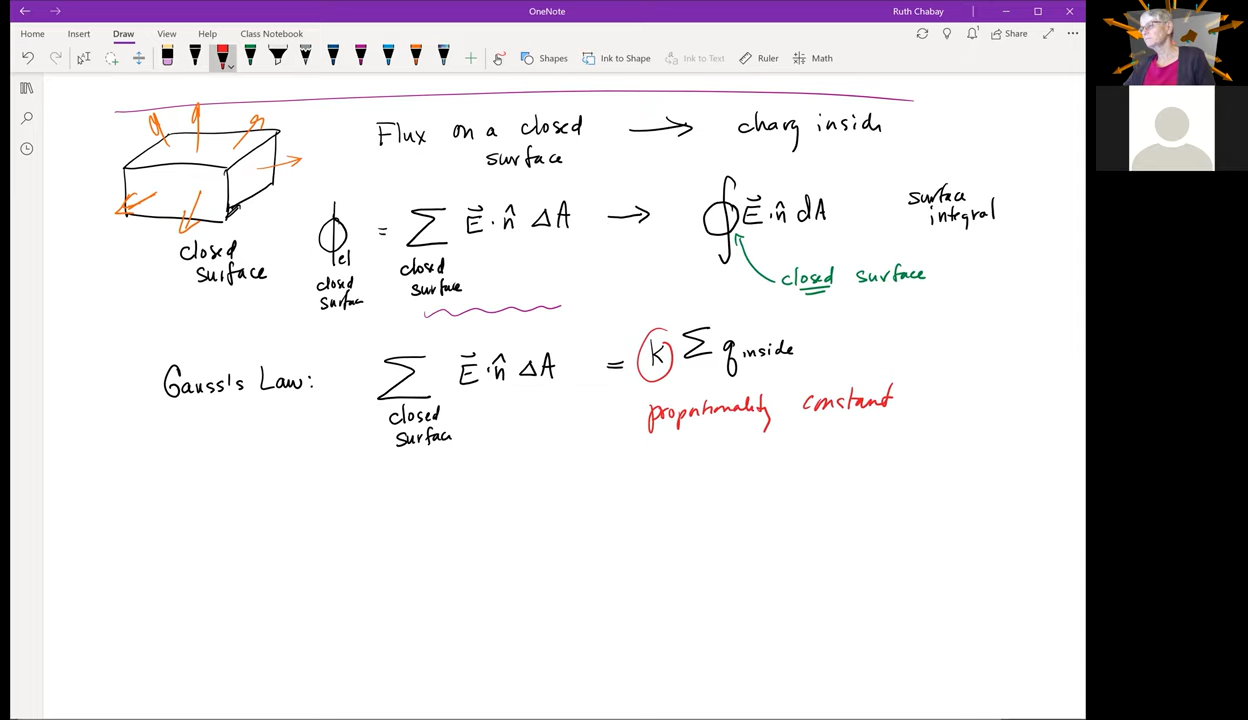 OneNote
Ruth Chabay
Home Insert Draw View Help Class Notebook
Share
Shapes Ink to Shape Ink to Text Ruler Math
Flux on a closed surface → charg inside
closed surface
Φel closed surfac = Σ closed surface E⃗ · n̂ ΔA → ∮ E⃗ · n̂ dA
surface integral
closed surface
Gauss's Law: Σ closed surface E⃗ · n̂ ΔA = k Σ q inside
proportionality constant